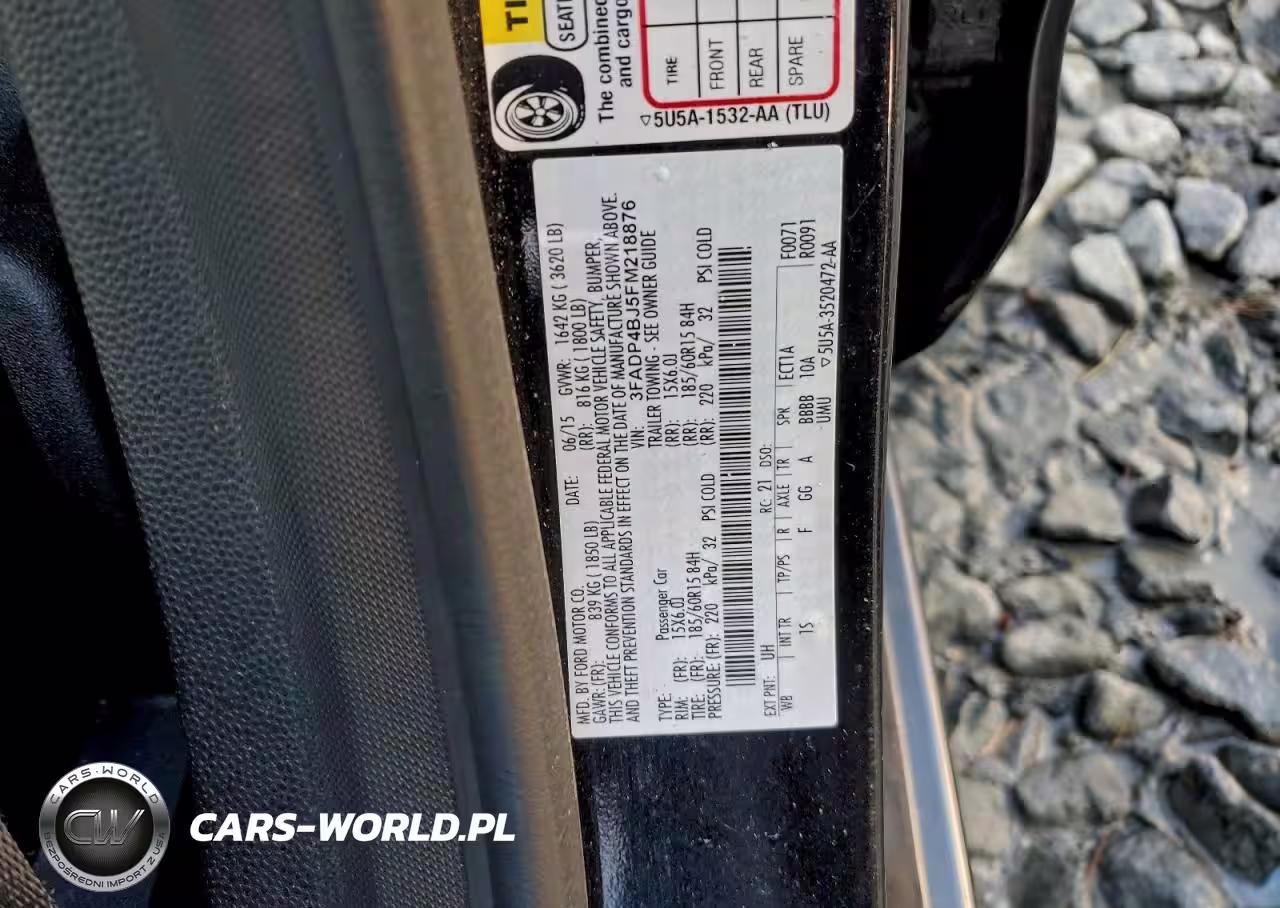 TI
SEATI
The combined
and cargo
TIRE
FRONT
REAR
SPARE
▽5U5A-1532-AA (TLU)
MFD. BY FORD MOTOR CO. DATE: 06/15 GVWR: 1642 KG ( 3620 LB)
GAWR: (FR): 839 KG ( 1850 LB) (RR): 816 KG ( 1800 LB)
THIS VEHICLE CONFORMS TO ALL APPLICABLE FEDERAL MOTOR VEHICLE SAFETY, BUMPER,
AND THEFT PREVENTION STANDARDS IN EFFECT ON THE DATE OF MANUFACTURE SHOWN ABOVE.
VIN: 3FADP4BJ5FM218876
TYPE: Passenger Car TRAILER TOWING - SEE OWNER GUIDE
RIM: (FR): 15X6.0J (RR): 15X6.0J
TIRE: (FR): 185/60R15 84H (RR): 185/60R15 84H
PRESSURE: (FR): 220 kPa/ 32 PSI COLD (RR): 220 kPa/ 32 PSI COLD
EXT PNT: UH RC: 21 DSO: F0071
WB INT TR TP/PS R AXLE TR SPR ECT1A R0091
1S F GG A BBBB 10A
UMU ▽5U5A-3520472-AA
CARS-WORLD
CW
BEZPOŚREDNI IMPORT Z USA
CARS-WORLD.PL